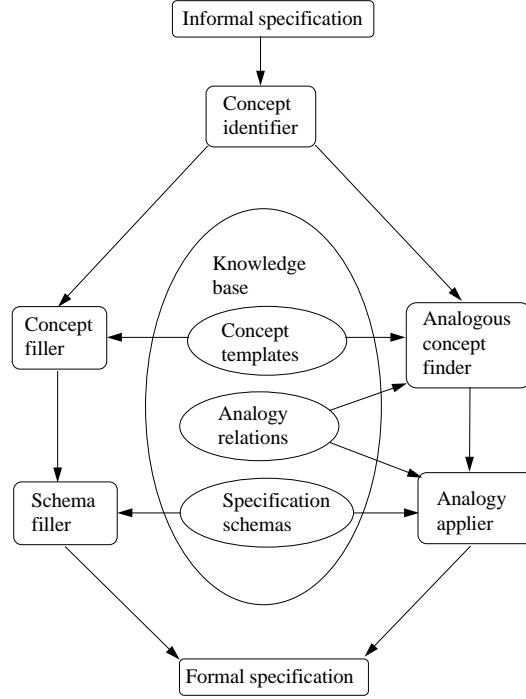 Informal specification
Concept
identifier
Knowledge
base
Concept
filler
Concept
templates
Analogous
concept
finder
Analogy
relations
Schema
filler
Specification
schemas
Analogy
applier
Formal specification